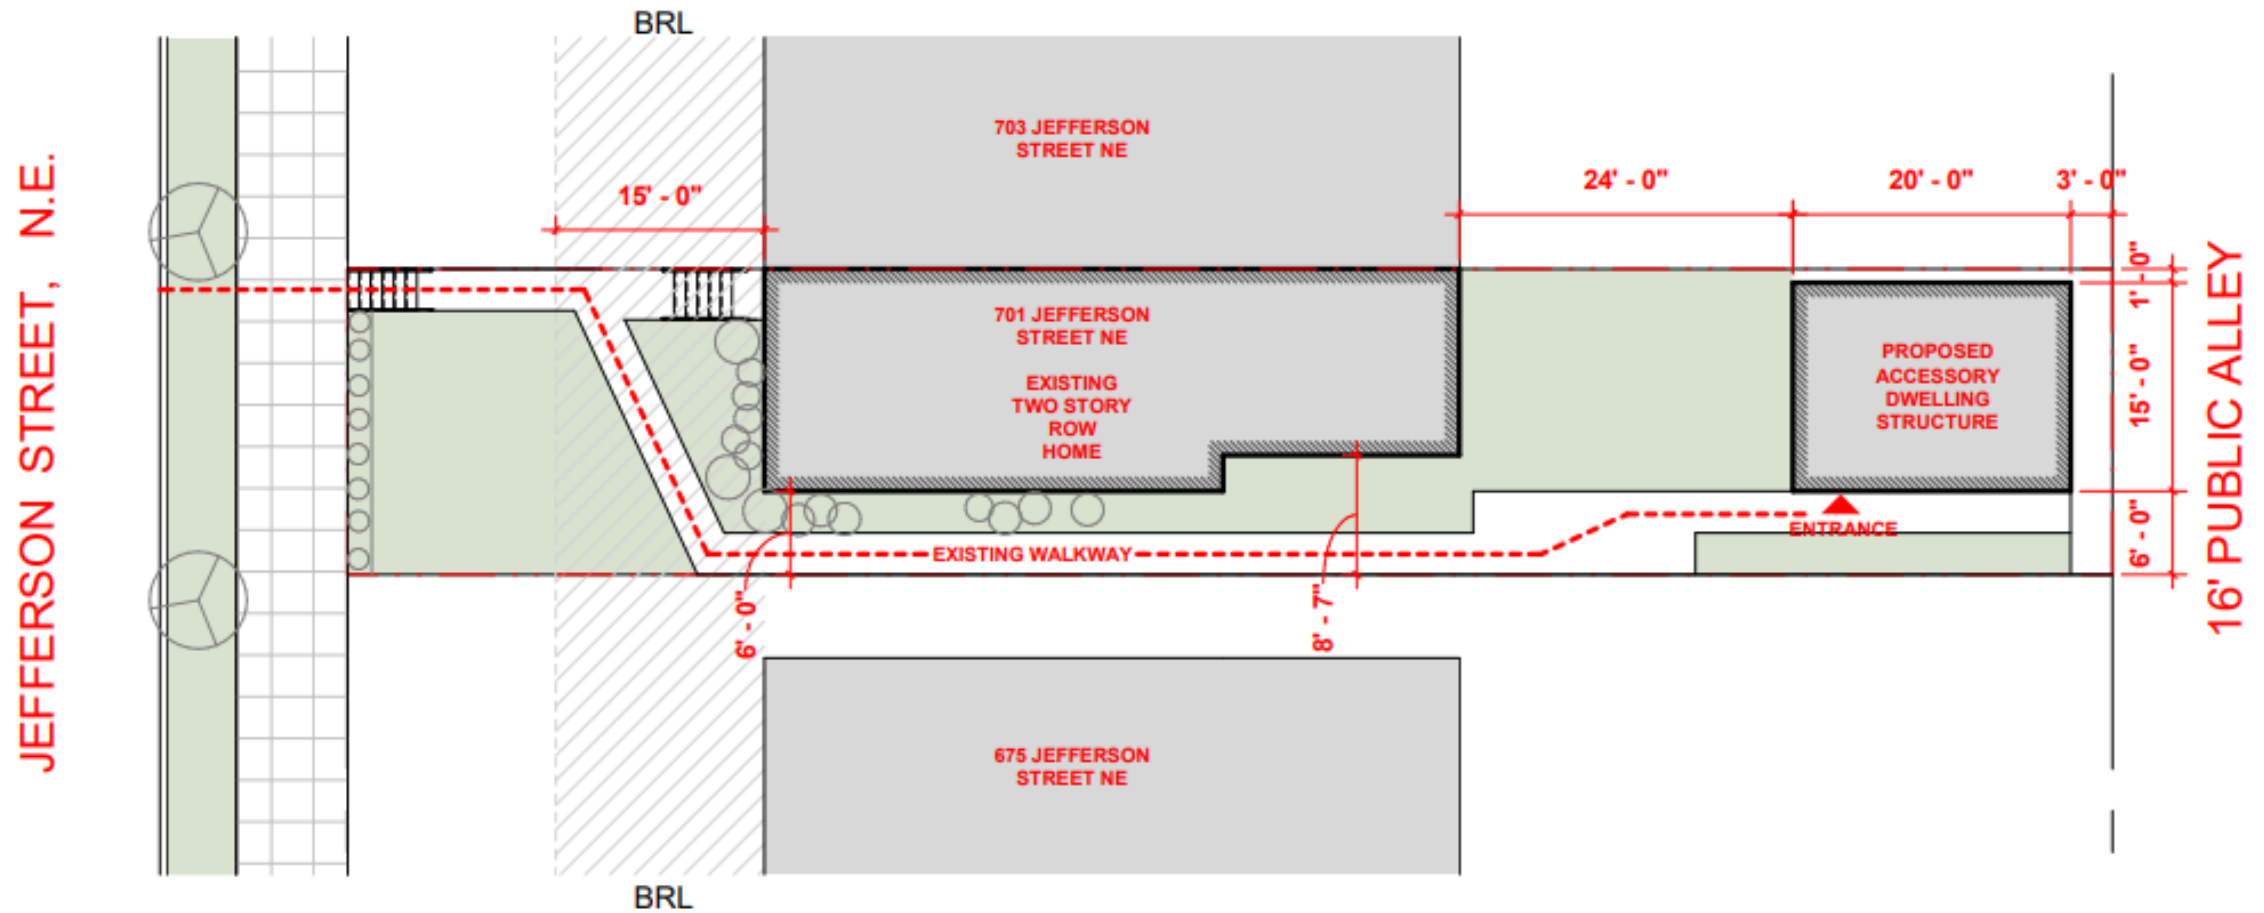 BRL
JEFFERSON STREET, N.E.
703 JEFFERSON
STREET NE
15' - 0"
24' - 0"
20' - 0"
3' - 0"
1' - 0"
15' - 0"
6' - 0"
16' PUBLIC ALLEY
701 JEFFERSON
STREET NE
EXISTING
TWO STORY
ROW
HOME
PROPOSED
ACCESSORY
DWELLING
STRUCTURE
ENTRANCE
EXISTING WALKWAY
6' - 0"
8' - 7"
675 JEFFERSON
STREET NE
BRL